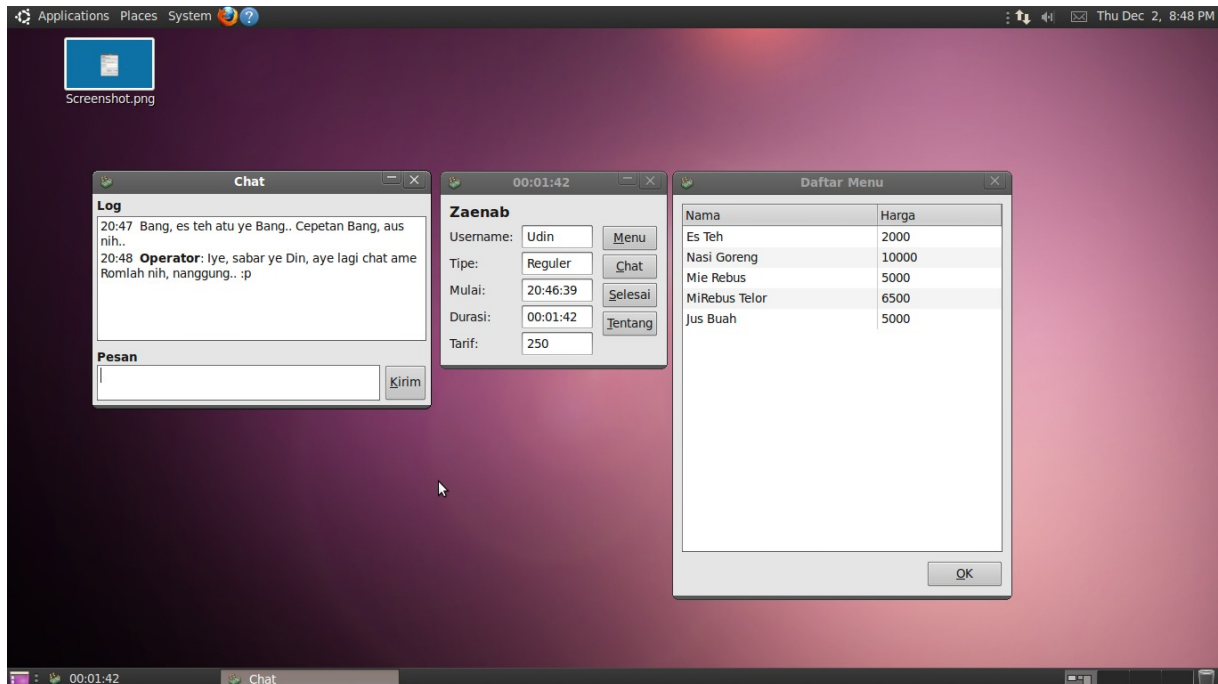 Applications Places System
Thu Dec 2, 8:48 PM
Screenshot.png
Chat
Log
20:47 Bang, es teh atu ye Bang.. Cepetan Bang, aus
nih..
20:48 Operator: Iye, sabar ye Din, aye lagi chat ame
Romlah nih, nanggung.. :p
Pesan
Kirim
00:01:42
Zaenab
Username: Udin Menu
Tipe: Reguler Chat
Mulai: 20:46:39 Selesai
Durasi: 00:01:42 Tentang
Tarif: 250
Daftar Menu
Nama Harga
Es Teh 2000
Nasi Goreng 10000
Mie Rebus 5000
MiRebus Telor 6500
Jus Buah 5000
OK
00:01:42 Chat